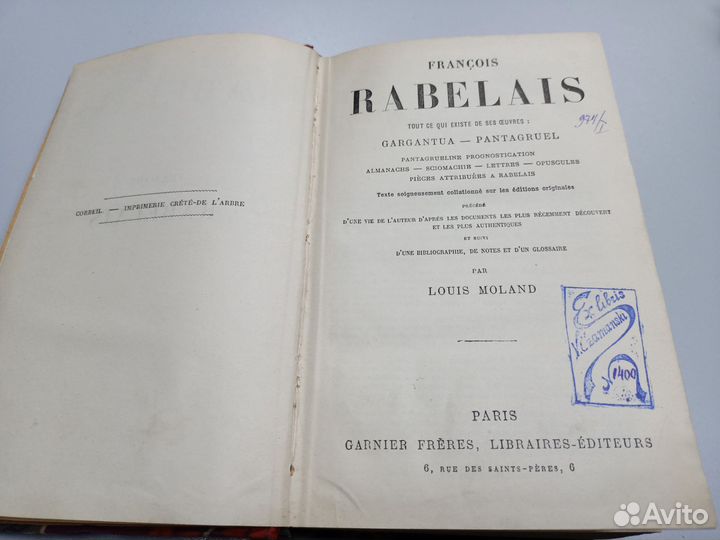 CORBEIL — IMPRIMERIE CRÉTÉ-DE L'ARBRE
FRANÇOIS
RABELAIS
TOUT CE QUI EXISTE DE SES ŒUVRES :
GARGANTUA — PANTAGRUEL
PANTAGRUELINE PROGNOSTICATION
ALMANACHS — SCIOMACHIE — LETTRES — OPUSCULES
PIÈCES ATTRIBUÉES A RABELAIS
Texte soigneusement collationné sur les éditions originales
PRÉCÉDÉ
D'UNE VIE DE L'AUTEUR D'APRÈS LES DOCUMENTS LES PLUS RÉCEMMENT DÉCOUVERT
ET LES PLUS AUTHENTIQUES
ET SUIVI
D'UNE BIBLIOGRAPHIE, DE NOTES ET D'UN GLOSSAIRE
PAR
LOUIS MOLAND
Ex libris
V. Czamanski
N 1400
PARIS
GARNIER FRÈRES, LIBRAIRES-ÉDITEURS
6, RUE DES SAINTS-PÈRES, 6
Avito